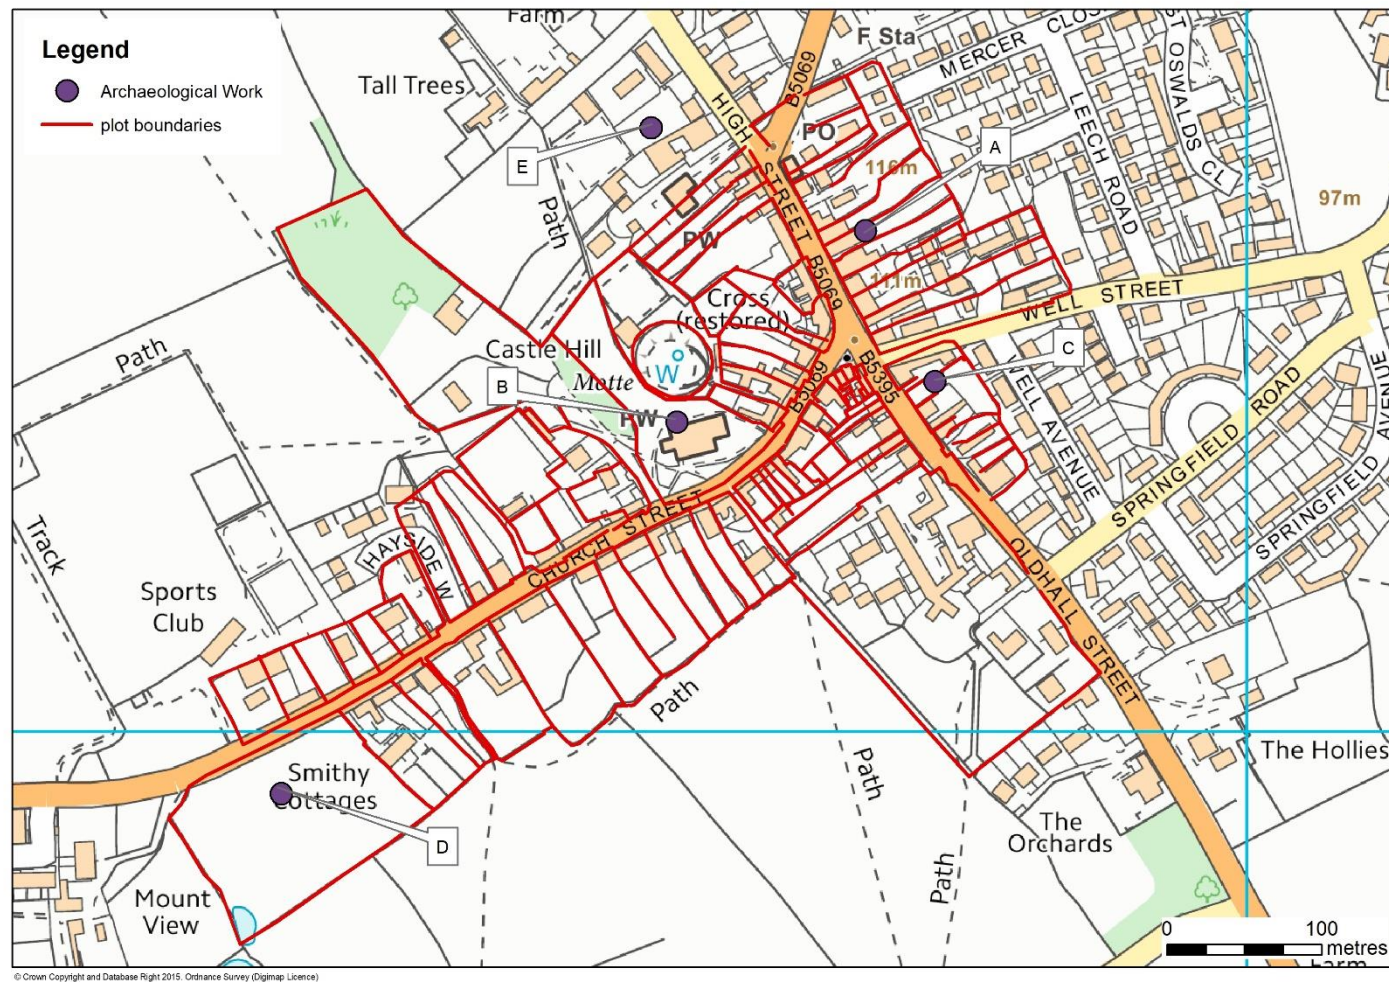 Legend
Archaeological Work
plot boundaries
Farm
Tall Trees
F Sta
MERCER CLOS
ST OSWALDS CL
LEECH ROAD
B5069
HIGH STREET
PO
A
116m
97m
E
Path
PW
111m
B5069
Cross
(restored)
WELL STREET
Castle Hill
Motte
W
B
PW
B5069
B5395
C
WELL AVENUE
SPRINGFIELD ROAD
SPRINGFIELD AVENUE
Path
Track
HAYSIDE W
CHURCH STREET
OLDHALL STREET
Sports
Club
Path
Path
Path
Smithy
Cottages
D
Mount
View
The Hollies
The
Orchards
0 100
metres
Farm
© Crown Copyright and Database Right 2015. Ordnance Survey (Digimap Licence)